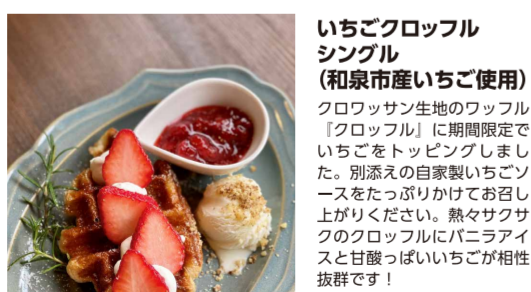 いちごクロッフル
シングル
（和泉市産いちご使用）
クロワッサン生地のワッフル
『クロッフル』に期間限定で
いちごをトッピングしまし
た。別添えの自家製いちごソ
ースをたっぷりかけてお召し
上がりください。熱々サクサ
クのクロッフルにバニラアイ
スと甘酸っぱいいちごが相性
抜群です！